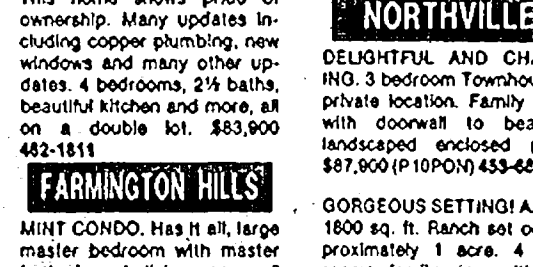 This home shows pride of
ownership. Many updates in-
cluding copper plumbing, new
windows and many other up-
dates. 4 bedrooms, 2½ baths,
beautiful kitchen and more, all
on a double lot. $83,900
462-1811
FARMINGTON HILLS
MINT CONDO. Has it all, large
master bedroom with master
NORTHVILLE
DELIGHTFUL AND CHA
ING. 3 bedroom Townhou
private location. Family
with doorwall to bea
landscaped enclosed
$87,900 (P10PON) 453-68
GORGEOUS SETTING! A
1800 sq. ft. Ranch set o
proximately 1 acre. 4